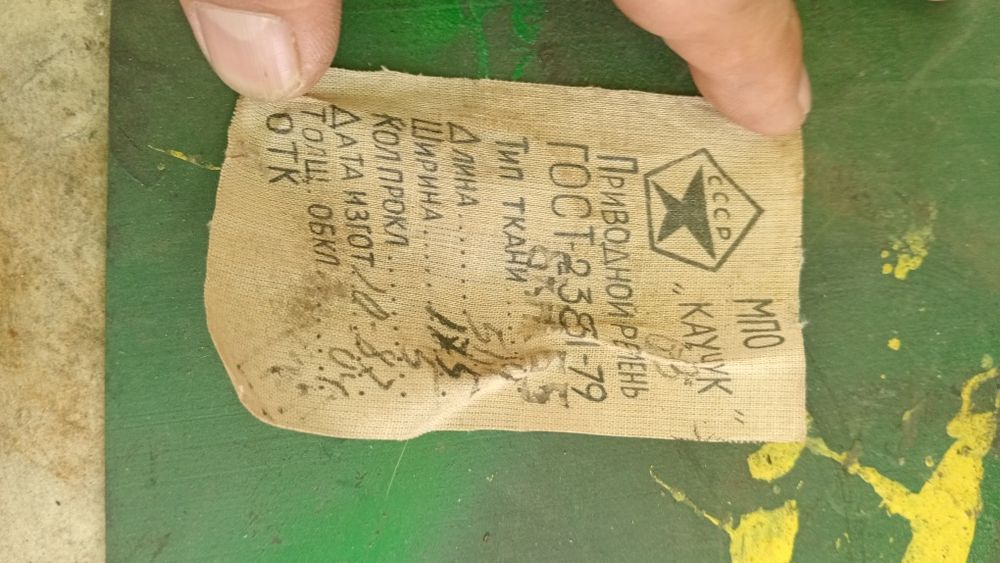 МПО
„КАУЧУК"
СССР
ПРИВОДНОЙ РЕМЕНЬ
ГОСТ-23831-79
ТИП ТКАНИ
ДЛИНА
ШИРИНА
КОЛ ПРОКЛ
ДАТА ИЗГОТ
ТОЛЩ. ОБКЛ
ОТК